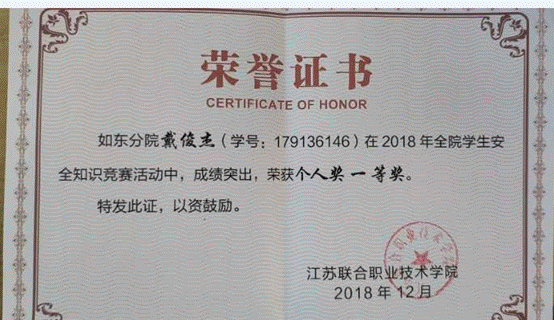 荣誉证书
CERTIFICATE OF HONOR
如东分院戴俊杰（学号：179136146）在2018年全院学生安
全知识竞赛活动中，成绩突出，荣获个人奖一等奖。
特发此证，以资鼓励。
江苏联合职业技术学院
2018年12月